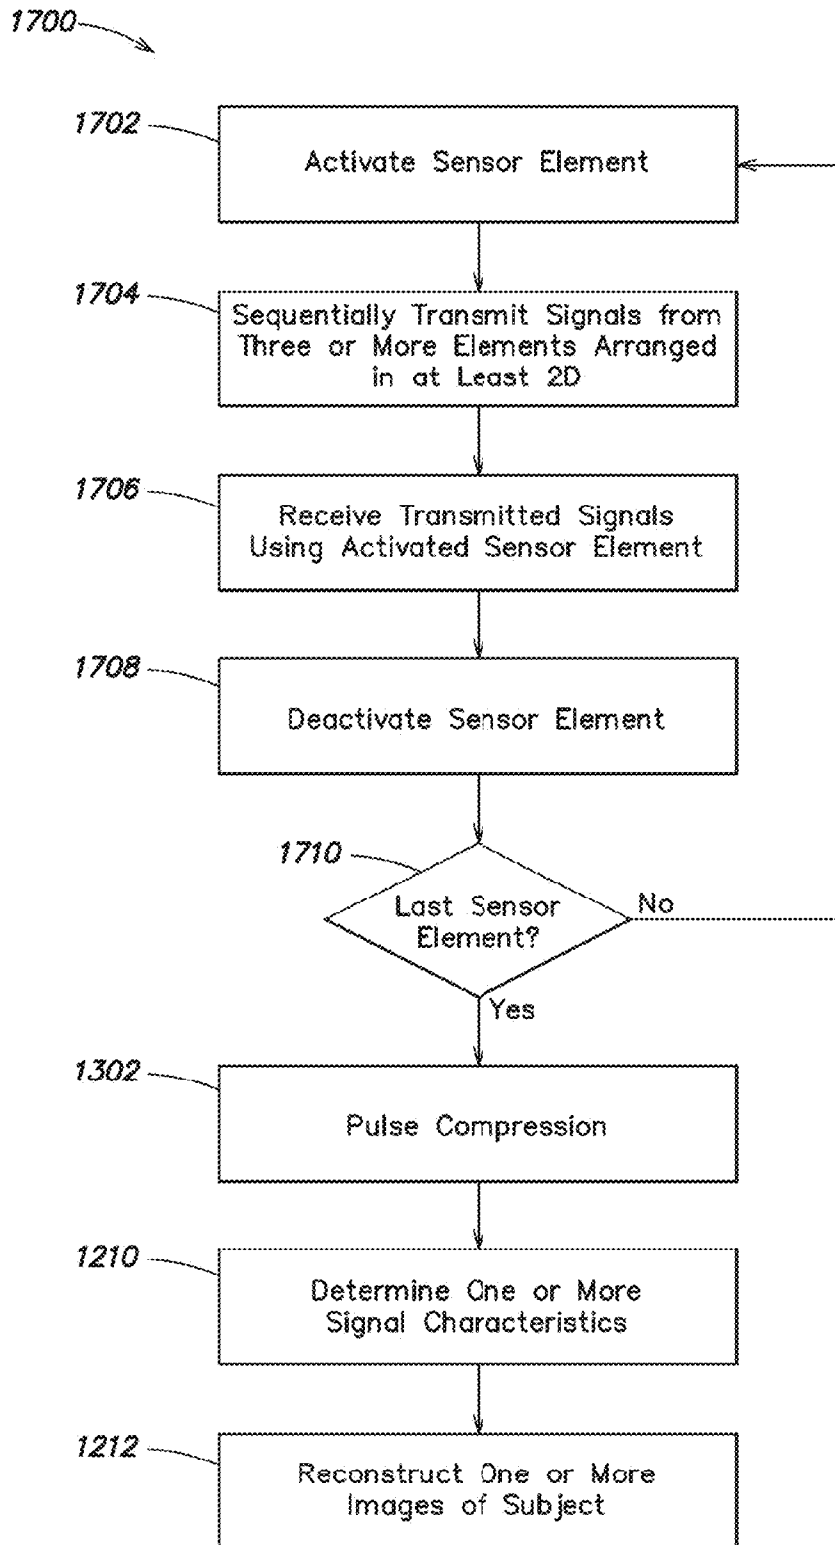 1700
1702
Activate Sensor Element
1704
Sequentially Transmit Signals from
Three or More Elements Arranged
in at Least 2D
1706
Receive Transmitted Signals
Using Activated Sensor Element
1708
Deactivate Sensor Element
1710
Last Sensor
Element?
No
Yes
1302
Pulse Compression
1210
Determine One or More
Signal Characteristics
1212
Reconstruct One or More
Images of Subject